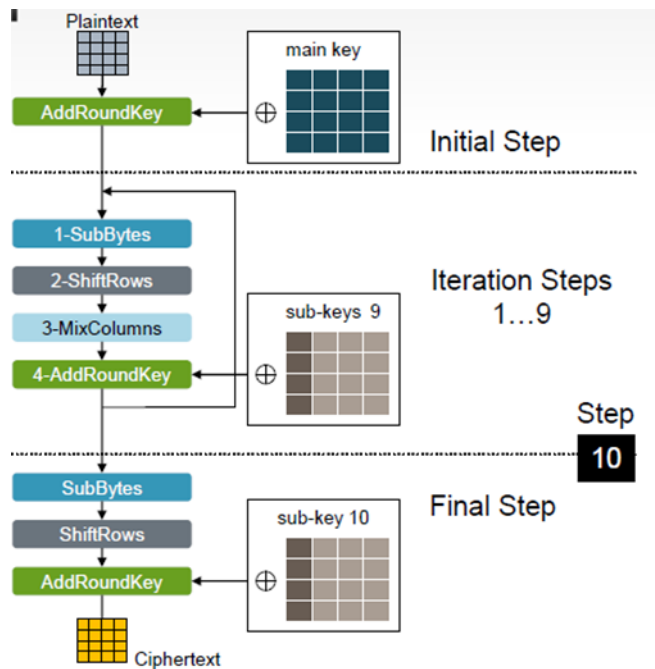 Plaintext
main key
AddRoundKey
Initial Step
1-SubBytes
2-ShiftRows
Iteration Steps
1...9
sub-keys 9
3-MixColumns
4-AddRoundKey
Step
10
SubBytes
Final Step
sub-key 10
ShiftRows
AddRoundKey
Ciphertext